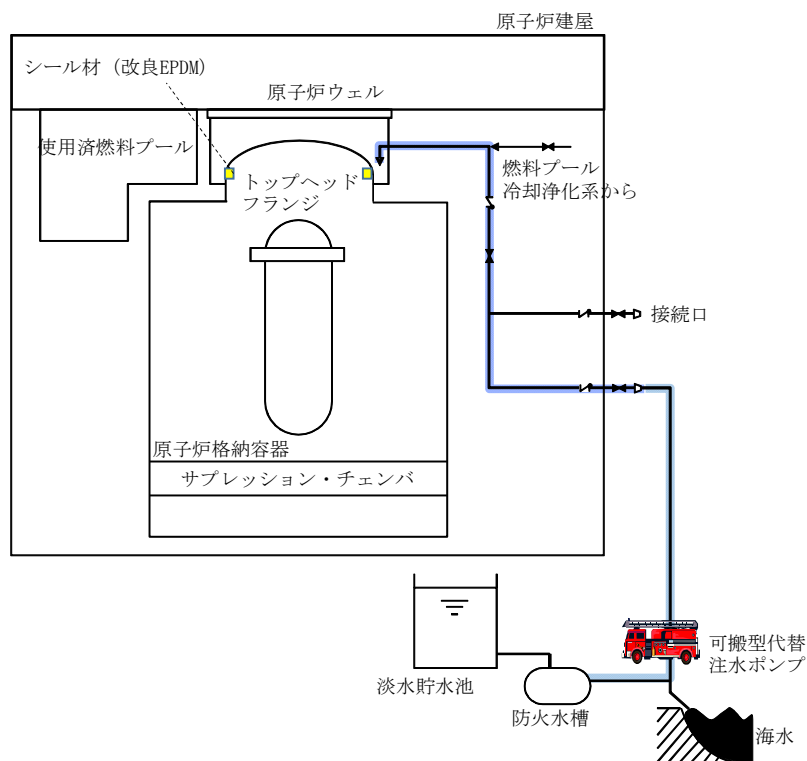 原子炉建屋
シール材（改良EPDM）
原子炉ウェル
使用済燃料プール
トップヘッド
フランジ
燃料プール
冷却浄化系から
接続口
原子炉格納容器
サプレッション・チェンバ
可搬型代替
注水ポンプ
淡水貯水池
防火水槽
海水